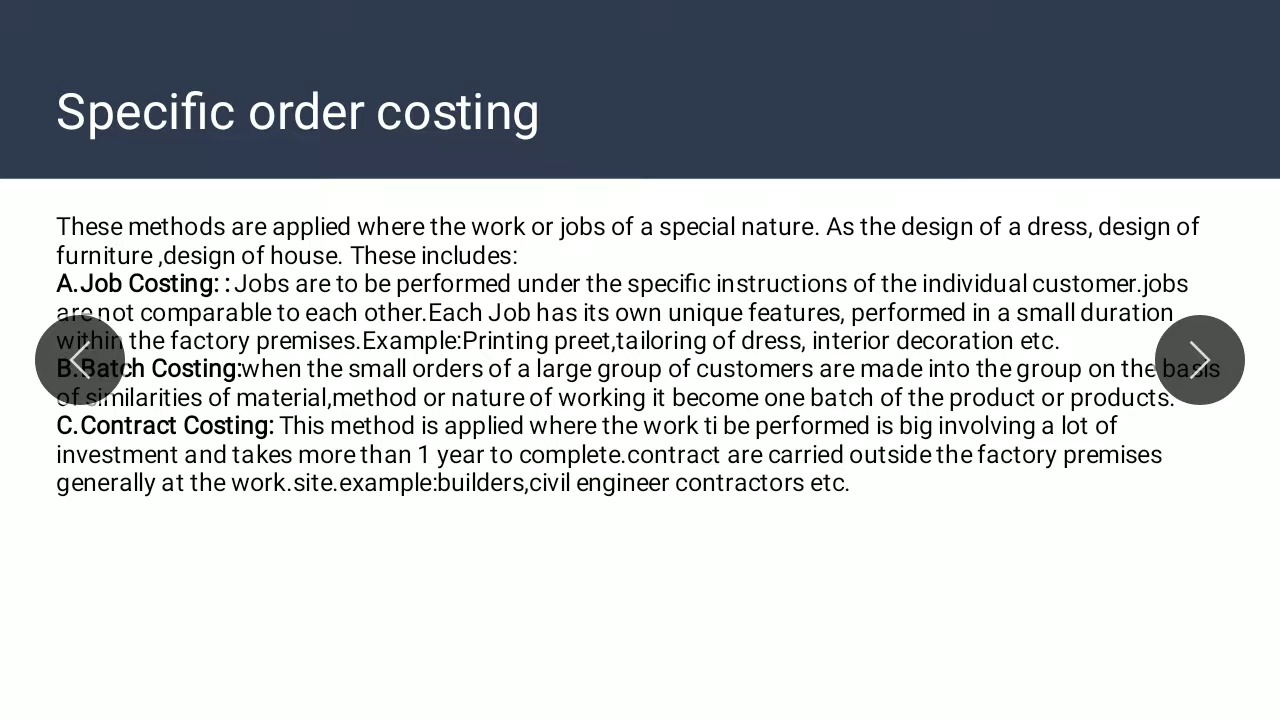 Specific order costing
These methods are applied where the work or jobs of a special nature. As the design of a dress, design of
furniture ,design of house. These includes:
A.Job Costing: : Jobs are to be performed under the specific instructions of the individual customer.jobs
are not comparable to each other.Each Job has its own unique features, performed in a small duration
within the factory premises.Example:Printing preet,tailoring of dress, interior decoration etc.
B.Batch Costing:when the small orders of a large group of customers are made into the group on the basis
of similarities of material,method or nature of working it become one batch of the product or products.
C.Contract Costing: This method is applied where the work ti be performed is big involving a lot of
investment and takes more than 1 year to complete.contract are carried outside the factory premises
generally at the work.site.example:builders,civil engineer contractors etc.